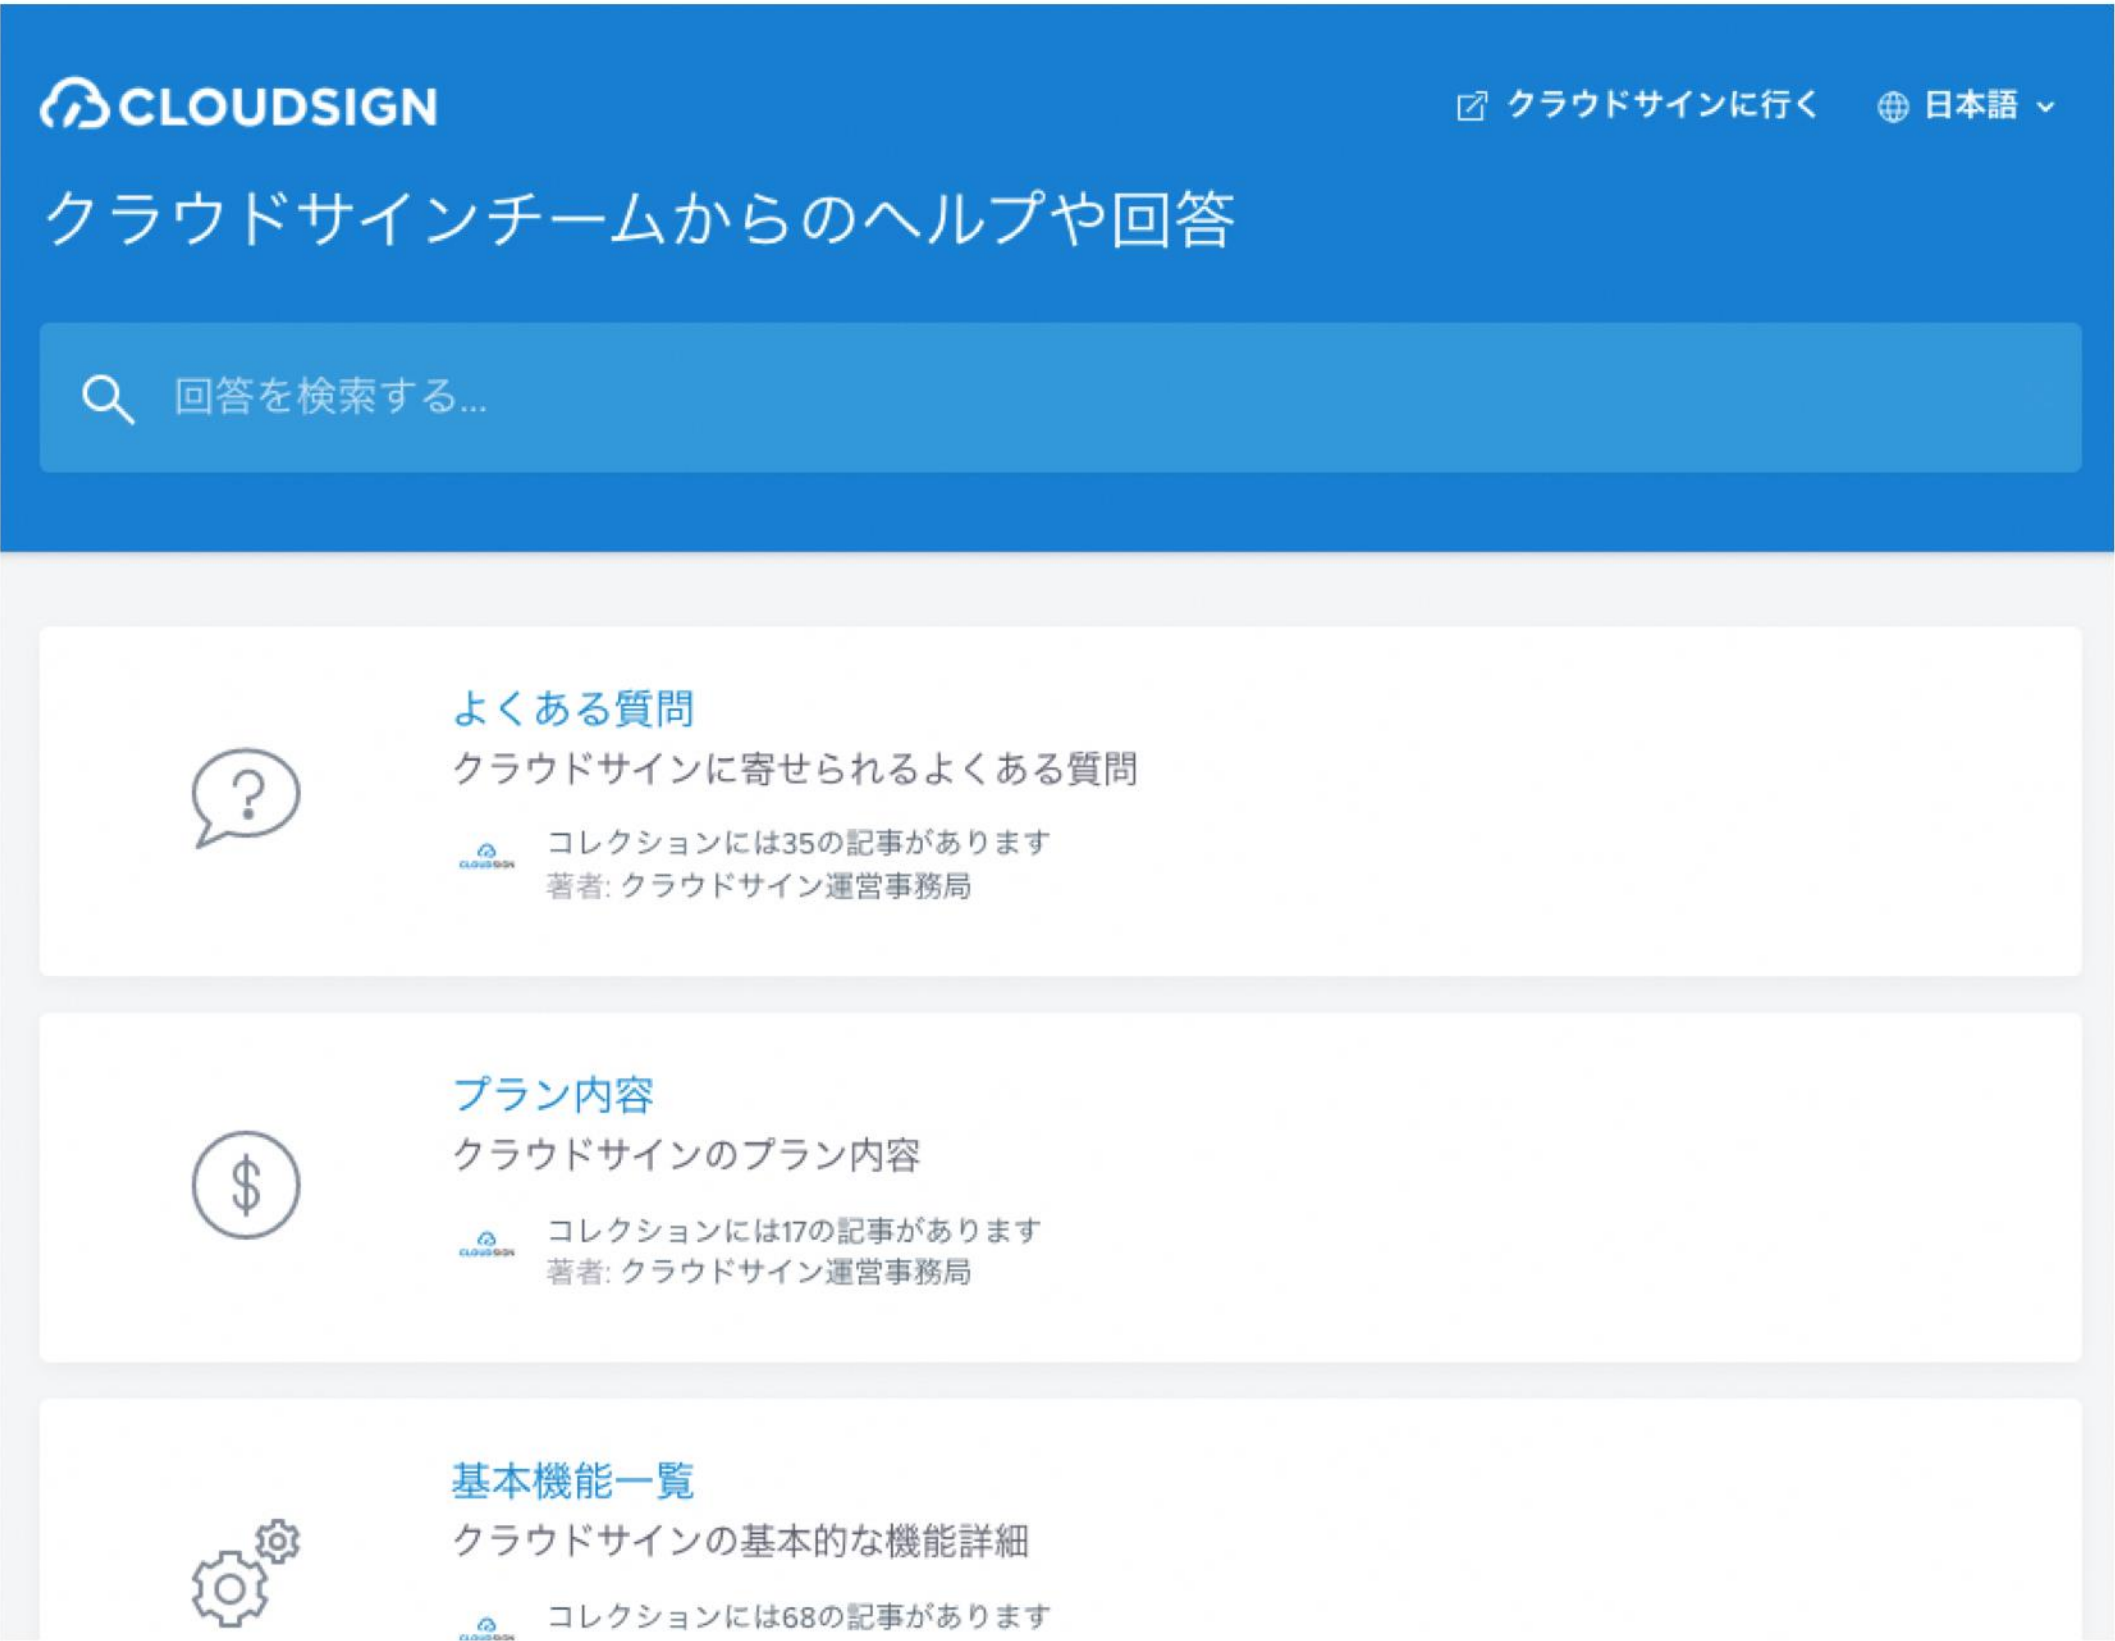 CLOUDSIGN
クラウドサインに行く
日本語
クラウドサインチームからのヘルプや回答
回答を検索する...
よくある質問
クラウドサインに寄せられるよくある質問
CLOUDSIGN
コレクションには35の記事があります
著者: クラウドサイン運営事務局
プラン内容
クラウドサインのプラン内容
CLOUDSIGN
コレクションには17の記事があります
著者: クラウドサイン運営事務局
基本機能一覧
クラウドサインの基本的な機能詳細
CLOUDSIGN
コレクションには68の記事があります